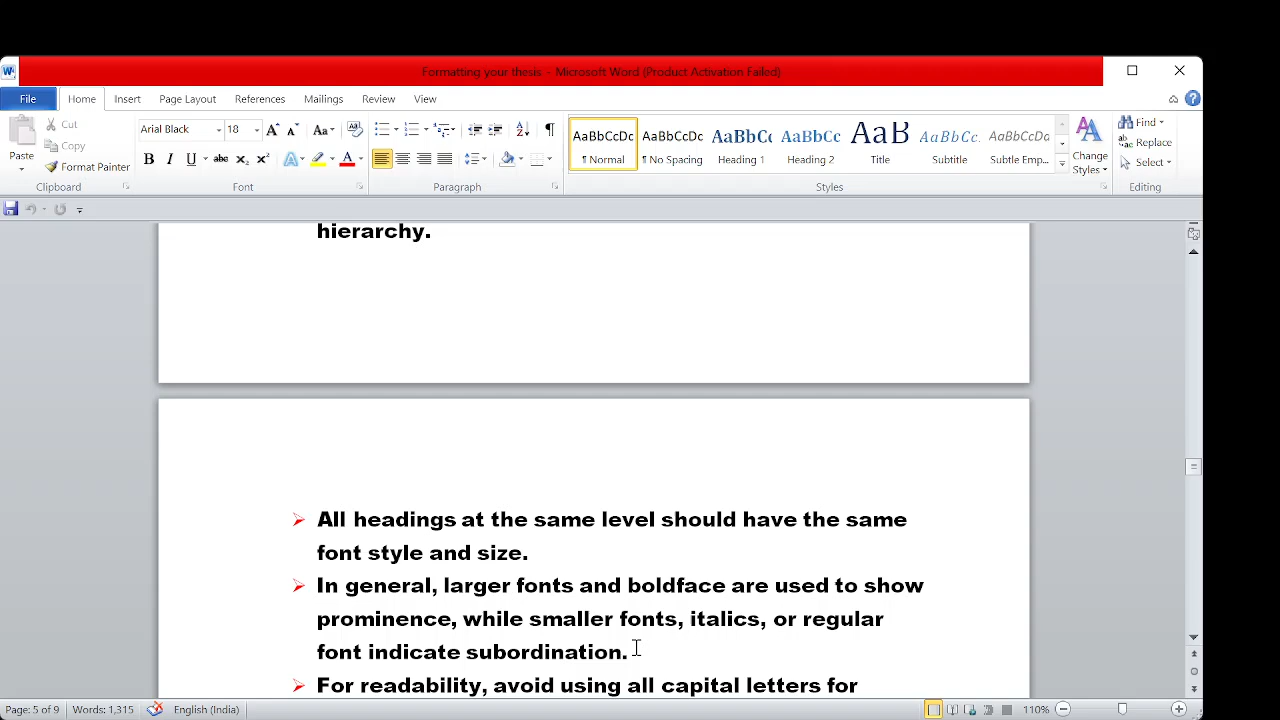 Formatting your thesis - Microsoft Word (Product Activation Failed)
File Home Insert Page Layout References Mailings Review View
Paste
Cut
Copy
Format Painter
Clipboard
Arial Black 18
Font
Paragraph
AaBbCcDc AaBbCcDc AaBbCc AaBbCc AaB AaBbCc. AaBbCcDa
¶ Normal ¶ No Spacing Heading 1 Heading 2 Title Subtitle Subtle Emp...
Styles
Change Styles
Find
Replace
Select
Editing
hierarchy.
All headings at the same level should have the same
font style and size.
In general, larger fonts and boldface are used to show
prominence, while smaller fonts, italics, or regular
font indicate subordination.
For readability, avoid using all capital letters for
Page: 5 of 9 Words: 1,315 English (India) 110%